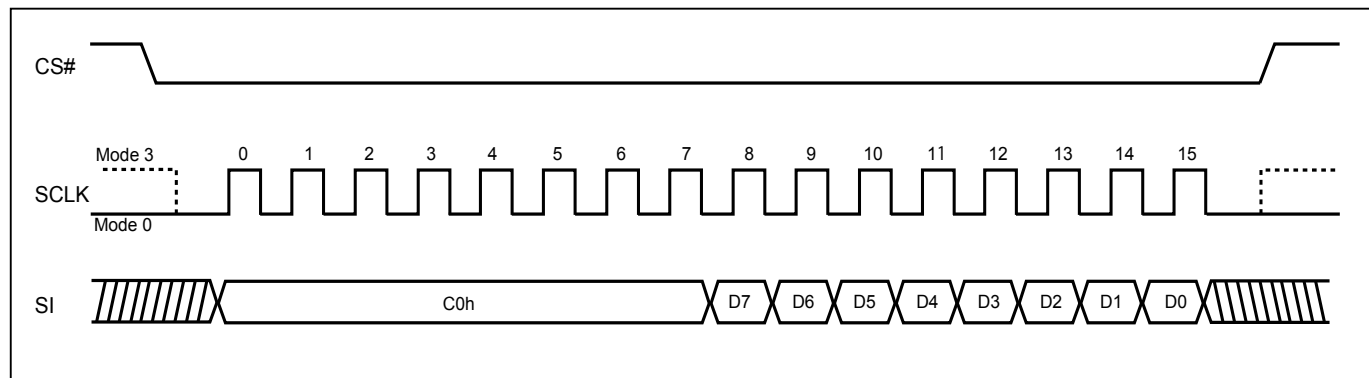 CS#
Mode 3
0 1 2 3 4 5 6 7 8 9 10 11 12 13 14 15
SCLK
Mode 0
SI
C0h D7 D6 D5 D4 D3 D2 D1 D0